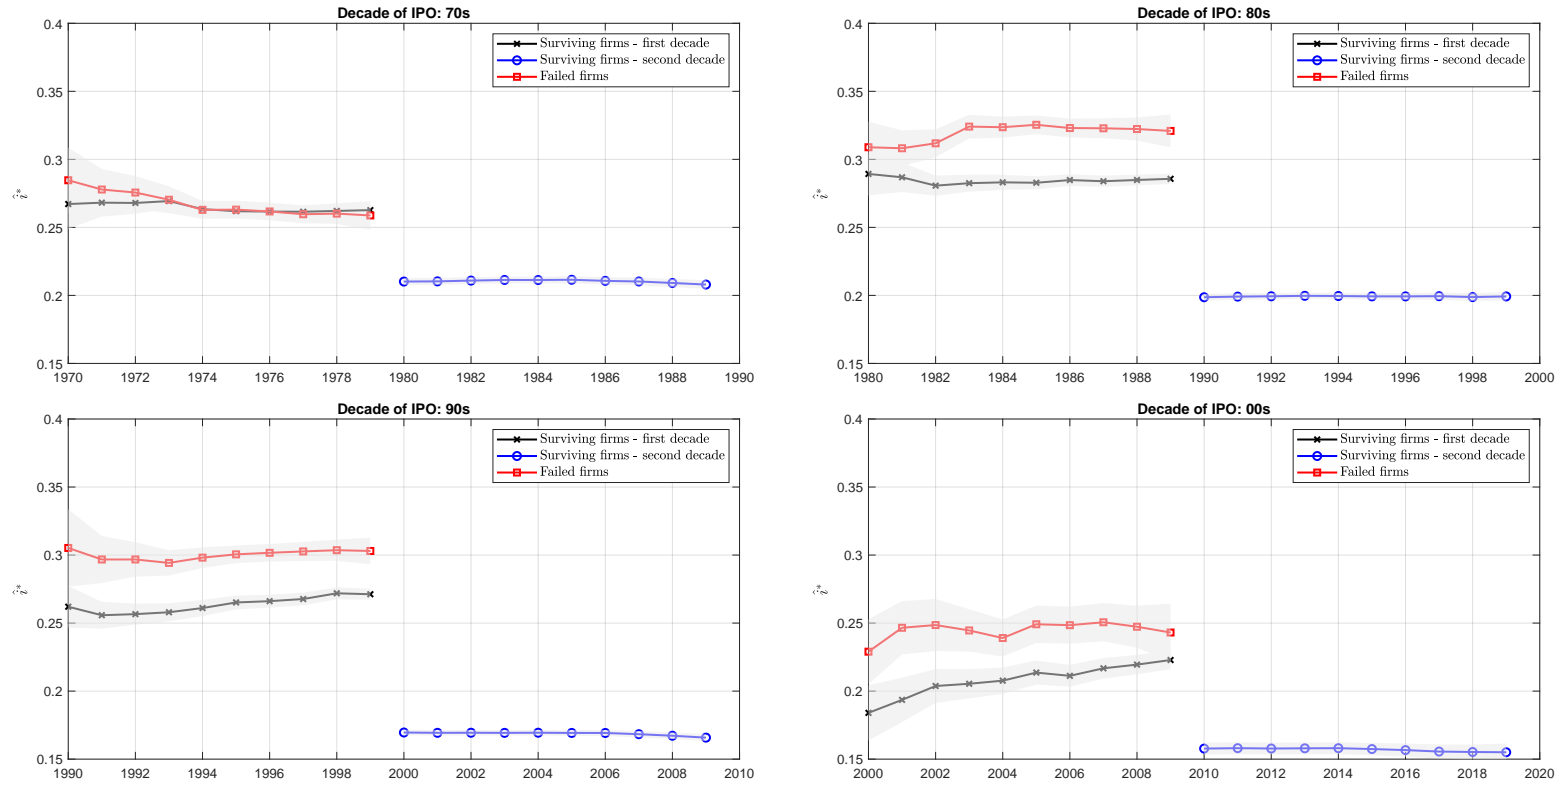 Decade of IPO: 70s
0.4
0.35
0.3
0.25
0.2
0.15
î*
Surviving firms - first decade
Surviving firms - second decade
Failed firms
1970 1972 1974 1976 1978 1980 1982 1984 1986 1988 1990
Decade of IPO: 80s
0.4
0.35
0.3
0.25
0.2
0.15
î*
Surviving firms - first decade
Surviving firms - second decade
Failed firms
1980 1982 1984 1986 1988 1990 1992 1994 1996 1998 2000
Decade of IPO: 90s
0.4
0.35
0.3
0.25
0.2
0.15
î*
Surviving firms - first decade
Surviving firms - second decade
Failed firms
1990 1992 1994 1996 1998 2000 2002 2004 2006 2008 2010
Decade of IPO: 00s
0.4
0.35
0.3
0.25
0.2
0.15
î*
Surviving firms - first decade
Surviving firms - second decade
Failed firms
2000 2002 2004 2006 2008 2010 2012 2014 2016 2018 2020